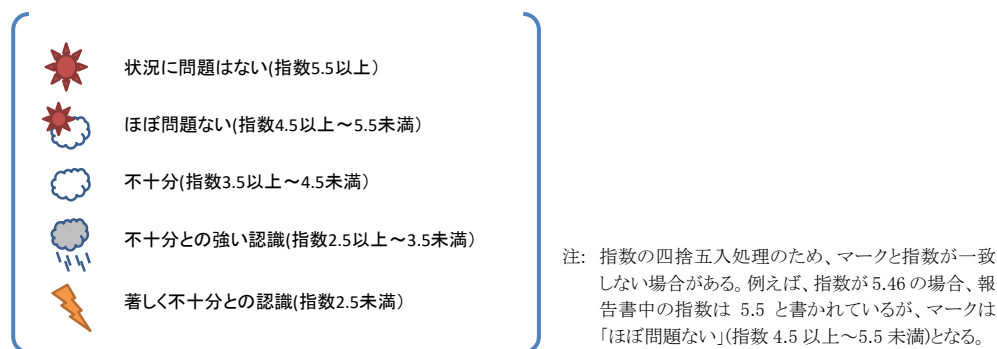 状況に問題はない(指数5.5以上)
ほぼ問題ない(指数4.5以上～5.5未満)
不十分(指数3.5以上～4.5未満)
不十分との強い認識(指数2.5以上～3.5未満)
著しく不十分との認識(指数2.5未満)
注: 指数の四捨五入処理のため、マークと指数が一致
しない場合がある。例えば、指数が 5.46 の場合、報
告書中の指数は 5.5 と書かれているが、マークは
「ほぼ問題ない」(指数 4.5 以上～5.5 未満)となる。